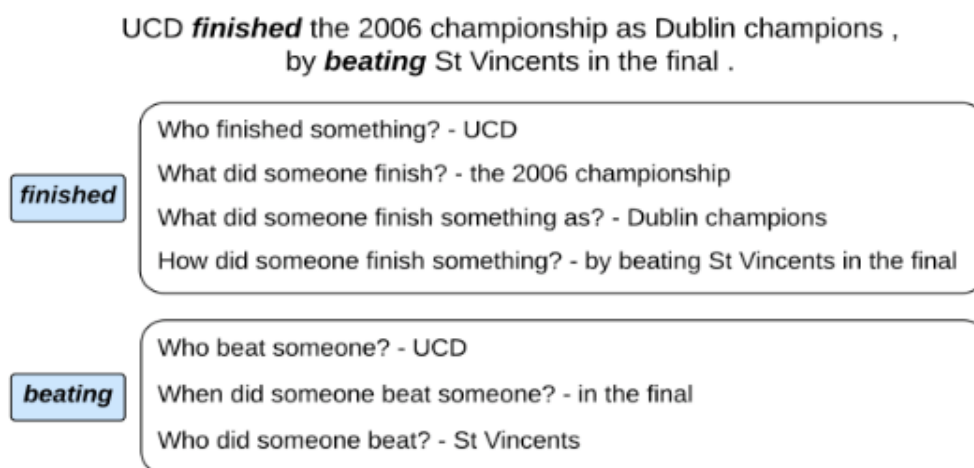 UCD finished the 2006 championship as Dublin champions ,
by beating St Vincents in the final .
finished
Who finished something? - UCD
What did someone finish? - the 2006 championship
What did someone finish something as? - Dublin champions
How did someone finish something? - by beating St Vincents in the final
beating
Who beat someone? - UCD
When did someone beat someone? - in the final
Who did someone beat? - St Vincents